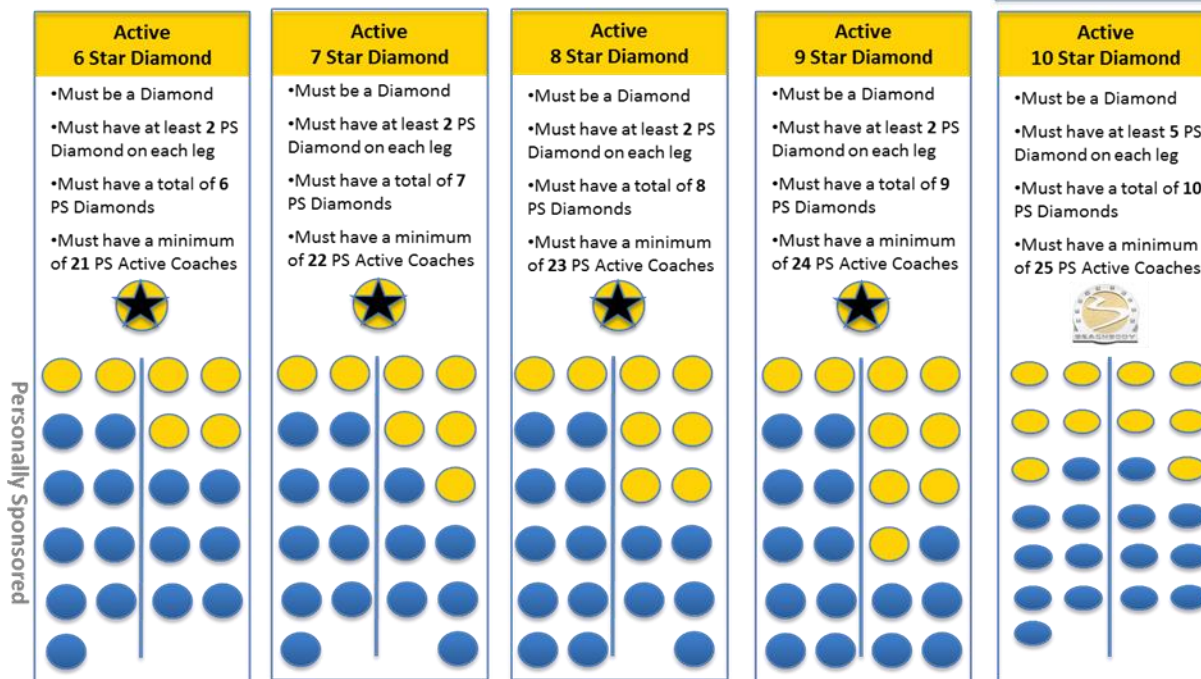 Active
6 Star Diamond
•Must be a Diamond
•Must have at least 2 PS
Diamond on each leg
•Must have a total of 6
PS Diamonds
•Must have a minimum
of 21 PS Active Coaches
Active
7 Star Diamond
•Must be a Diamond
•Must have at least 2 PS
Diamond on each leg
•Must have a total of 7
PS Diamonds
•Must have a minimum
of 22 PS Active Coaches
Active
8 Star Diamond
•Must be a Diamond
•Must have at least 2 PS
Diamond on each leg
•Must have a total of 8
PS Diamonds
•Must have a minimum
of 23 PS Active Coaches
Active
9 Star Diamond
•Must be a Diamond
•Must have at least 2 PS
Diamond on each leg
•Must have a total of 9
PS Diamonds
•Must have a minimum
of 24 PS Active Coaches
Active
10 Star Diamond
•Must be a Diamond
•Must have at least 5 PS
Diamond on each leg
•Must have a total of 10
PS Diamonds
•Must have a minimum
of 25 PS Active Coaches
BEACHBODY
Personally Sponsored